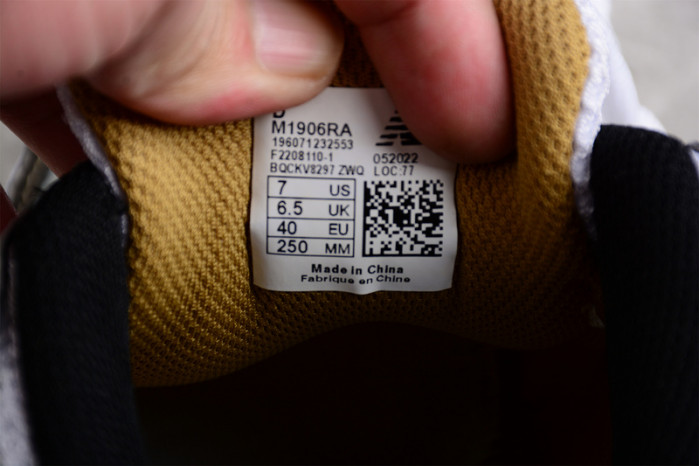 D
M1906RA
196071232553
F2208110-1 052022
BQCKV8297 ZWQ LOC:77
7 US
6.5 UK
40 EU
250 MM
Made in China
Fabrique en Chine